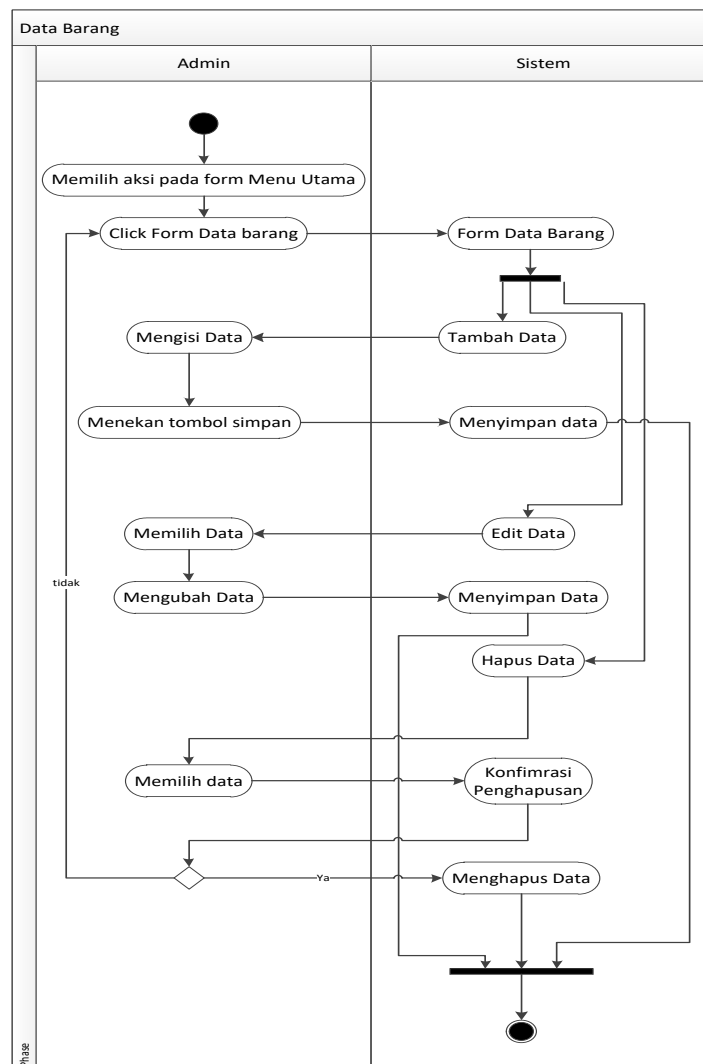 Data Barang
Admin
Sistem
Memilih aksi pada form Menu Utama
Click Form Data barang
Form Data Barang
Mengisi Data
Tambah Data
Menekan tombol simpan
Menyimpan data
Memilih Data
Edit Data
tidak
Mengubah Data
Menyimpan Data
Hapus Data
Memilih data
Konfimrasi
Penghapusan
Ya
Menghapus Data
Phase